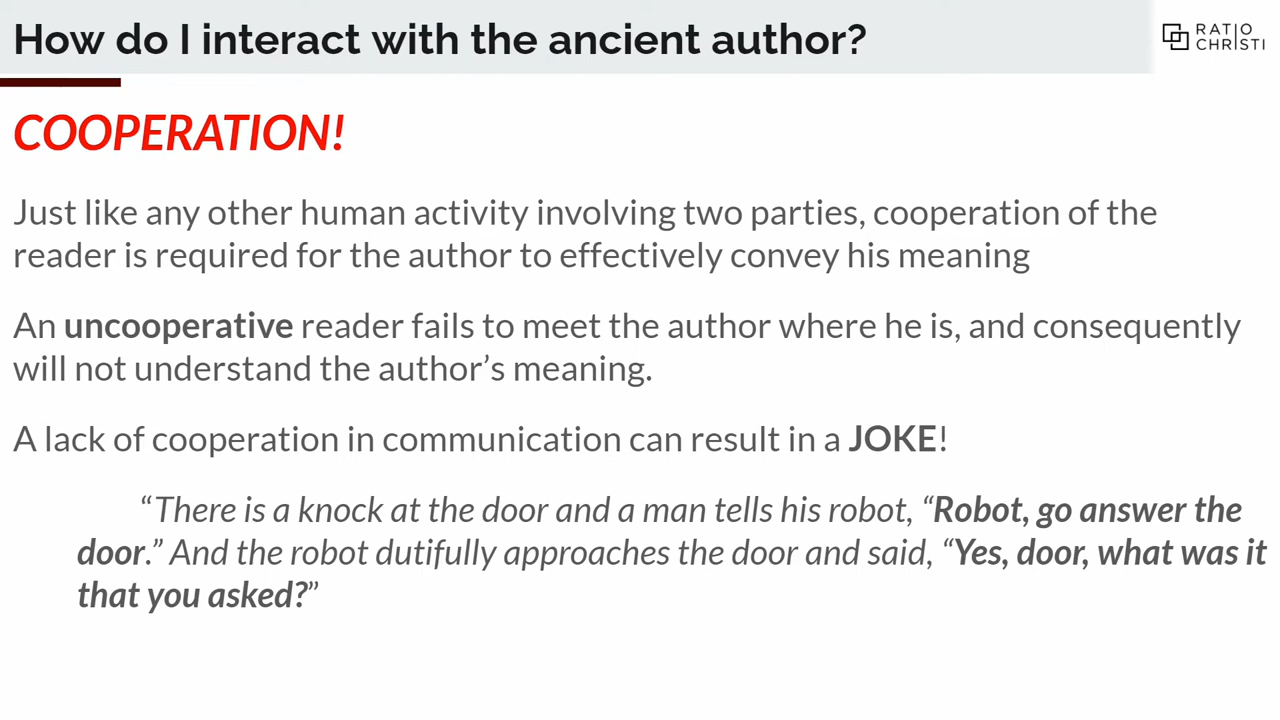 How do I interact with the ancient author?
RATIO
CHRISTI
COOPERATION!
Just like any other human activity involving two parties, cooperation of the
reader is required for the author to effectively convey his meaning
An uncooperative reader fails to meet the author where he is, and consequently
will not understand the author’s meaning.
A lack of cooperation in communication can result in a JOKE!
“There is a knock at the door and a man tells his robot, “Robot, go answer the
door.” And the robot dutifully approaches the door and said, “Yes, door, what was it
that you asked?”